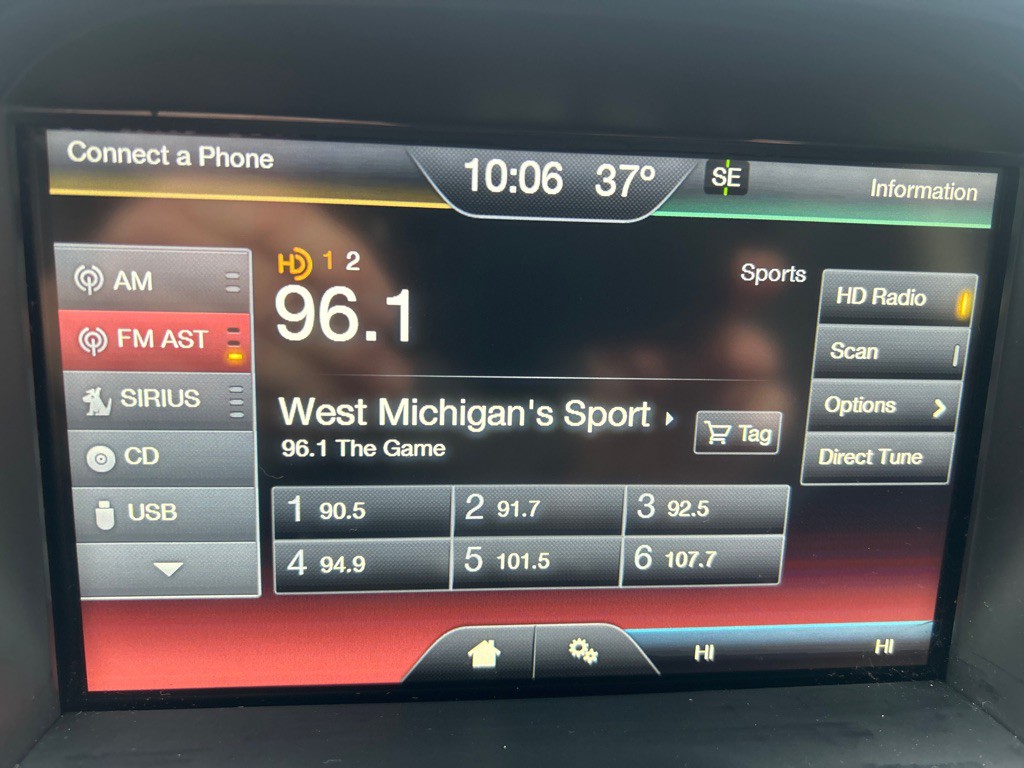 Connect a Phone
10:06 37° SE
Information
AM
FM AST
SIRIUS
CD
USB
HD 1 2
96.1
Sports
West Michigan's Sport
96.1 The Game
Tag
1 90.5
2 91.7
3 92.5
4 94.9
5 101.5
6 107.7
HD Radio
Scan
Options
Direct Tune
HI
HI